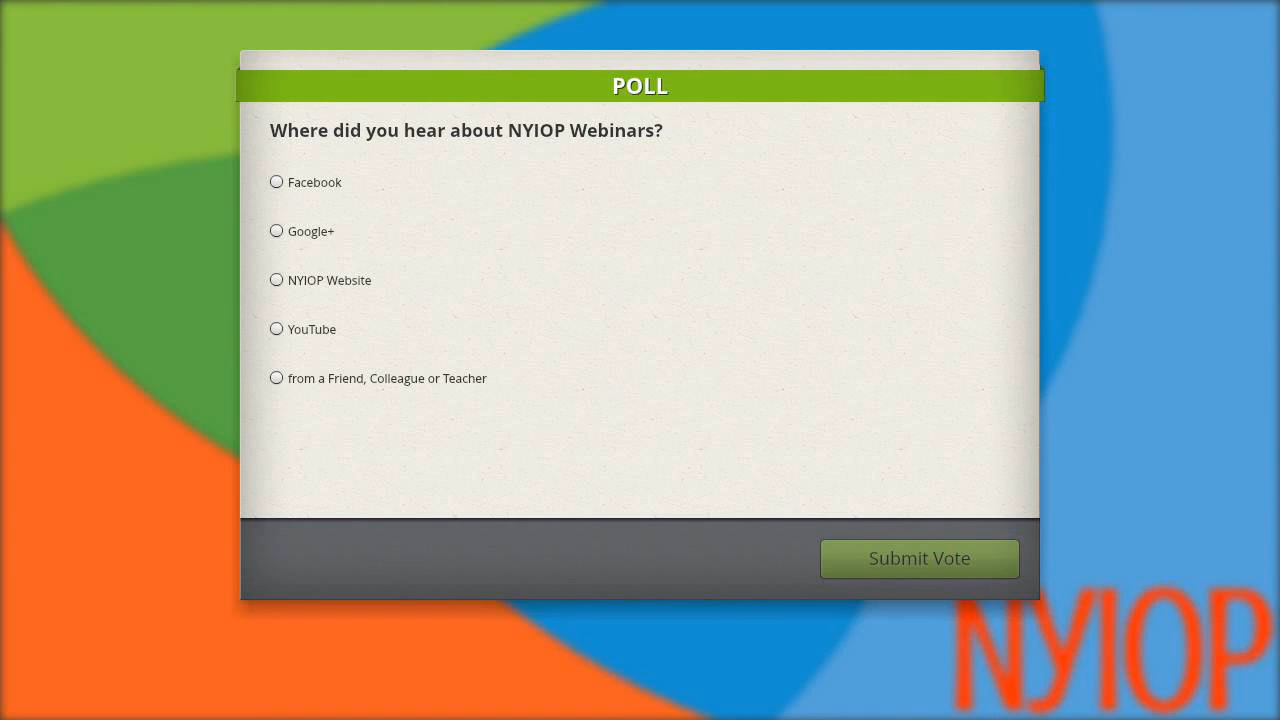 POLL
Where did you hear about NYIOP Webinars?
Facebook
Google+
NYIOP Website
YouTube
from a Friend, Colleague or Teacher
Submit Vote
NYIOP